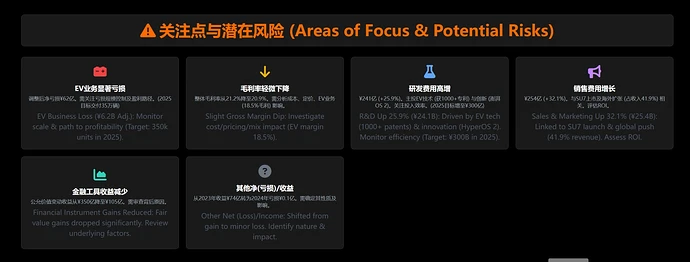 关注点与潜在风险 (Areas of Focus & Potential Risks)
EV业务显著亏损
调整后净亏损¥62亿。需关注亏损规模控制及盈利路径。(2025
目标交付35万辆)
EV Business Loss (¥6.2B Adj.): Monitor
scale & path to profitability (Target: 350k
units in 2025).
毛利率轻微下降
整体毛利率从21.2%降至20.9%。需分析成本、定价、EV业务
(18.5%毛利) 影响。
Slight Gross Margin Dip: Investigate
cost/pricing/mix impact (EV margin
18.5%).
研发费用高增
¥241亿 (+25.9%)。主投EV技术 (获1000+专利) 与创新 (澎湃
OS 2)。关注投入效率。(2025目标增至¥300亿)
R&D Up 25.9% (¥24.1B): Driven by EV tech
(1000+ patents) & innovation (HyperOS 2).
Monitor efficiency (Target: ¥300B in 2025).
销售费用增长
¥254亿 (+32.1%)。与SU7上市及海外扩张 (占收入41.9%) 相
关。评估ROI。
Sales & Marketing Up 32.1% (¥25.4B):
Linked to SU7 launch & global push
(41.9% revenue). Assess ROI.
金融工具收益减少
公允价值变动收益从¥350亿降至¥105亿。需审查背后原因。
Financial Instrument Gains Reduced: Fair
value gains dropped significantly. Review
underlying factors.
其他净(亏损)/收益
从2023年收益¥74亿转为2024年亏损¥0.1亿。需确定其性质及
影响。
Other Net (Loss)/Income: Shifted from
gain to minor loss. Identify nature &
impact.